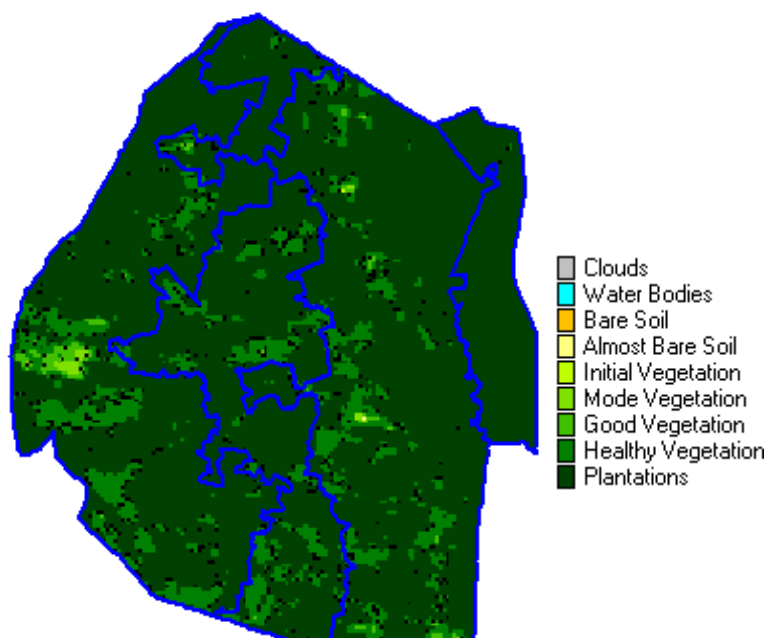 Clouds
Water Bodies
Bare Soil
Almost Bare Soil
Initial Vegetation
Mode Vegetation
Good Vegetation
Healthy Vegetation
Plantations